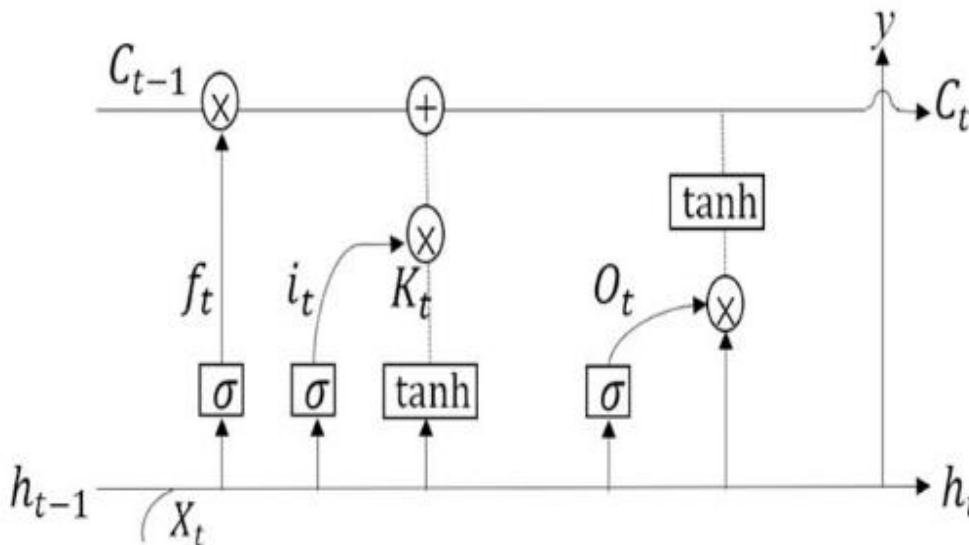 y
C_{t-1}
× +
C_t
tanh
×
f_t i_t K_t O_t ×
σ σ tanh σ
h_{t-1} h_t
X_t